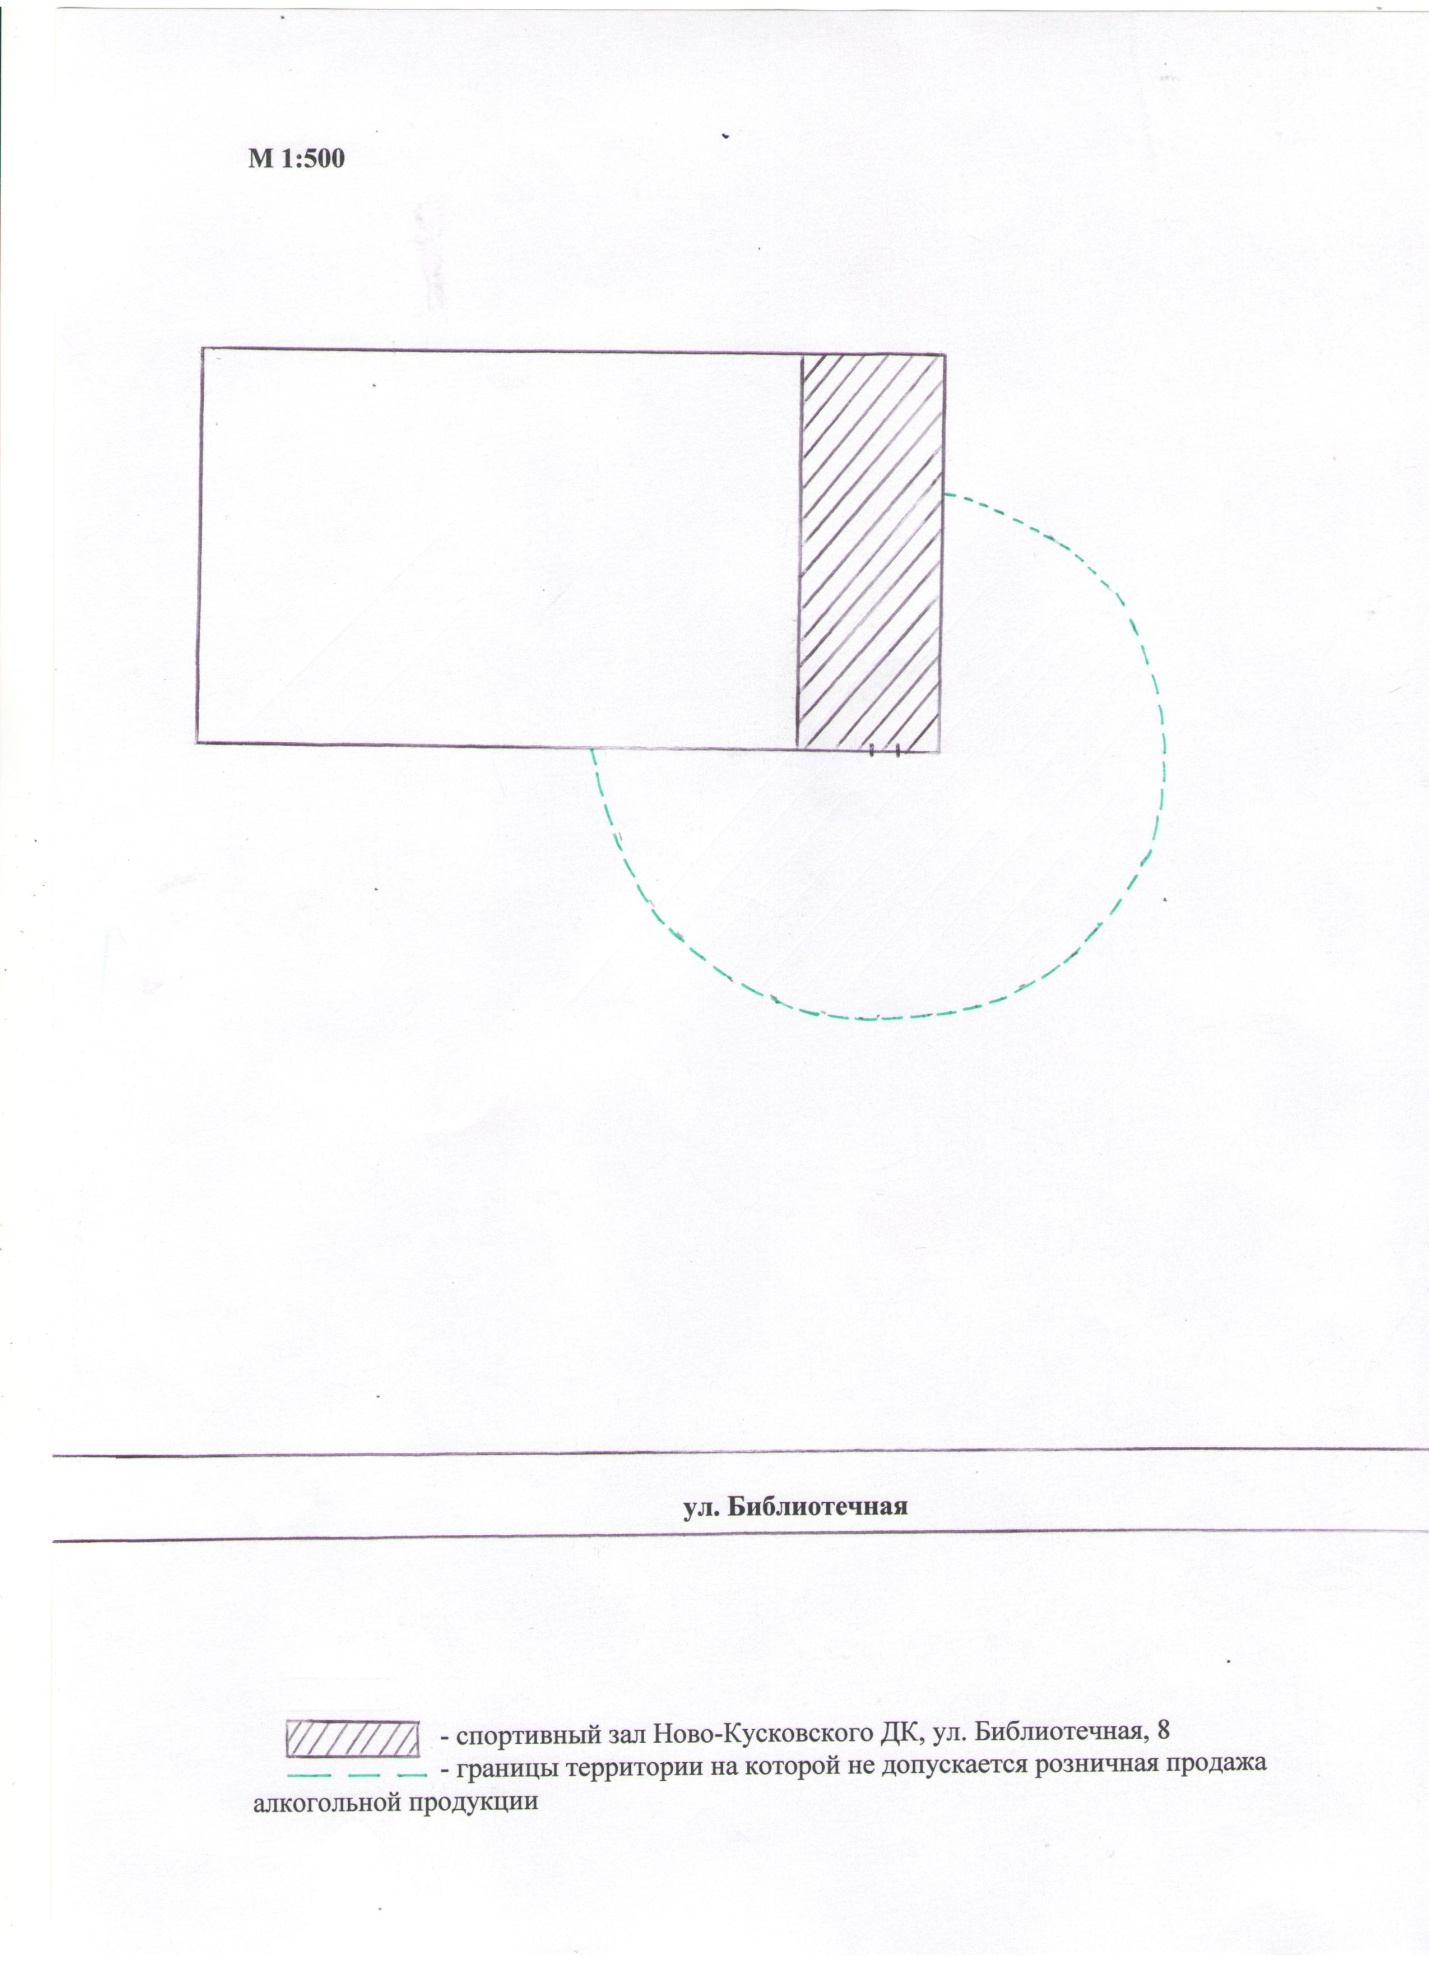 М 1:500
ул. Библиотечная
- спортивный зал Ново-Кусковского ДК, ул. Библиотечная, 8
- границы территории на которой не допускается розничная продажа
алкогольной продукции